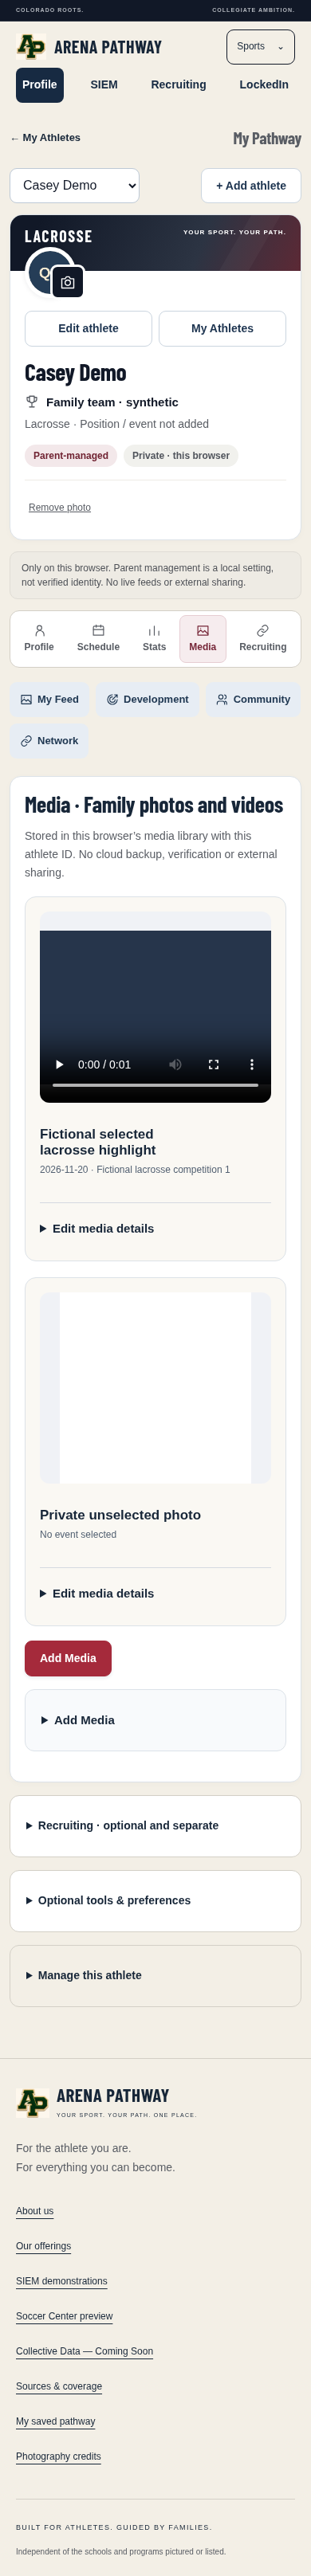 COLORADO ROOTS. COLLEGIATE AMBITION.
AP ARENA PATHWAY
Sports
Profile SIEM Recruiting LockedIn
← My Athletes
My Pathway
Casey Demo
+ Add athlete
LACROSSE
YOUR SPORT. YOUR PATH.
Edit athlete My Athletes
Casey Demo
Family team · synthetic
Lacrosse · Position / event not added
Parent-managed Private · this browser
Remove photo
Only on this browser. Parent management is a local setting,
not verified identity. No live feeds or external sharing.
Profile Schedule Stats Media Recruiting
My Feed Development Community
Network
Media · Family photos and videos
Stored in this browser’s media library with this
athlete ID. No cloud backup, verification or external
sharing.
0:00 / 0:01
Fictional selected
lacrosse highlight
2026-11-20 · Fictional lacrosse competition 1
Edit media details
Private unselected photo
No event selected
Edit media details
Add Media
Add Media
Recruiting · optional and separate
Optional tools & preferences
Manage this athlete
AP ARENA PATHWAY
YOUR SPORT. YOUR PATH. ONE PLACE.
For the athlete you are.
For everything you can become.
About us
Our offerings
SIEM demonstrations
Soccer Center preview
Collective Data — Coming Soon
Sources & coverage
My saved pathway
Photography credits
BUILT FOR ATHLETES. GUIDED BY FAMILIES.
Independent of the schools and programs pictured or listed.